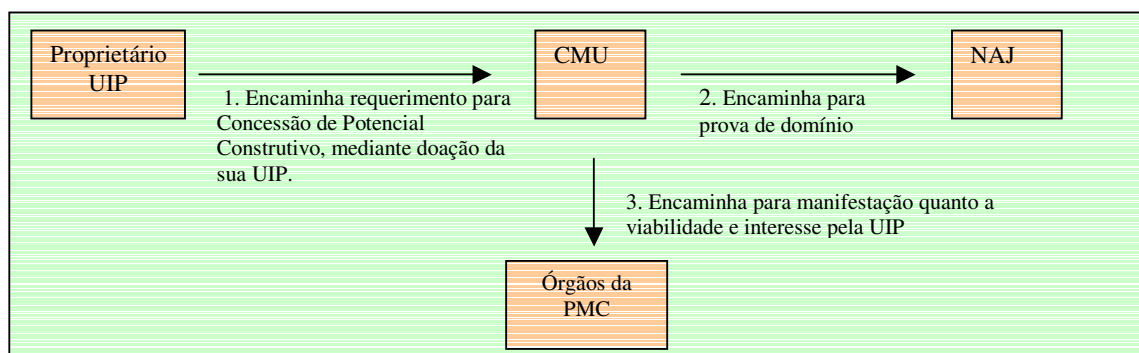 Proprietário
UIP
CMU
NAJ
1. Encaminha requerimento para
Concessão de Potencial
Construtivo, mediante doação da
sua UIP.
2. Encaminha para
prova de domínio
3. Encaminha para manifestação quanto a
viabilidade e interesse pela UIP
Órgãos da
PMC